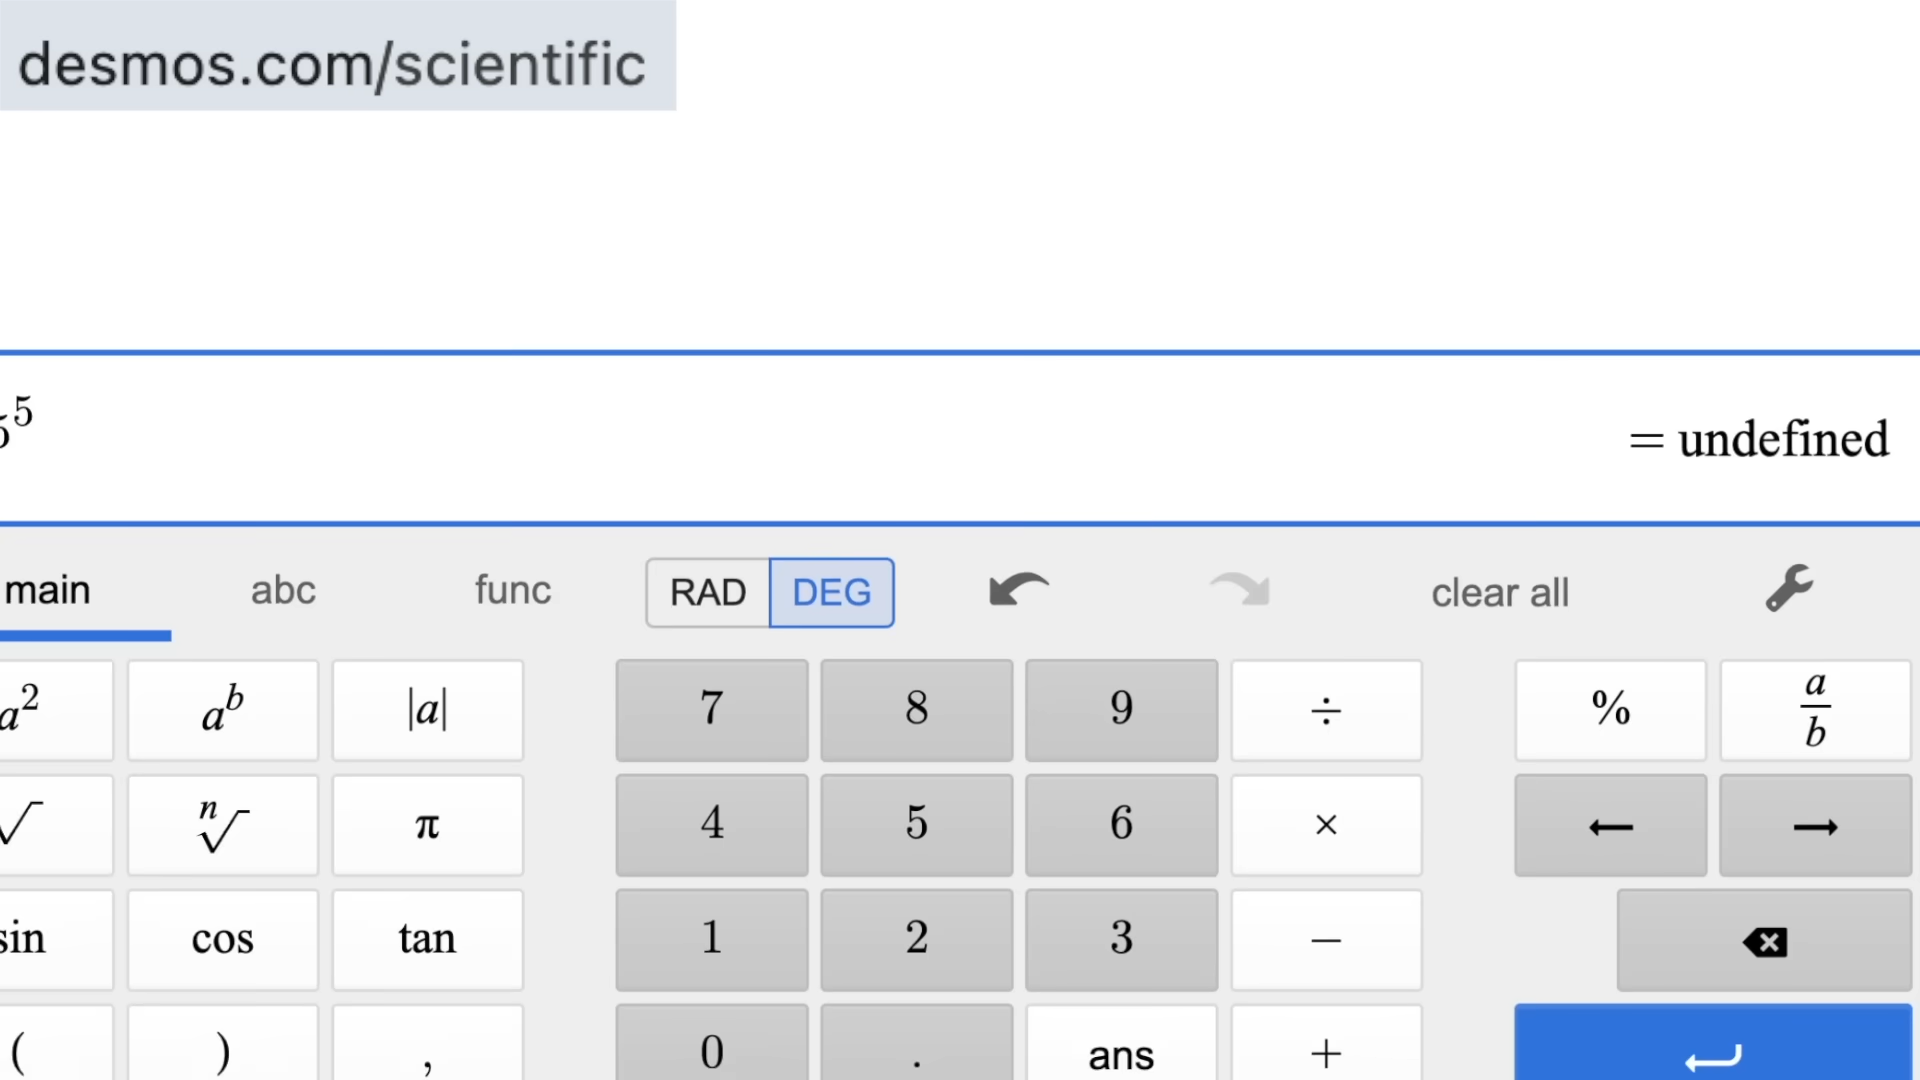 desmos.com/scientific
5⁵ = undefined
main abc func RAD DEG clear all
a² aᵇ |a| 7 8 9 ÷ % a/b
√ ⁿ√ π 4 5 6 × ← →
sin cos tan 1 2 3 −
( ) , 0 . ans +